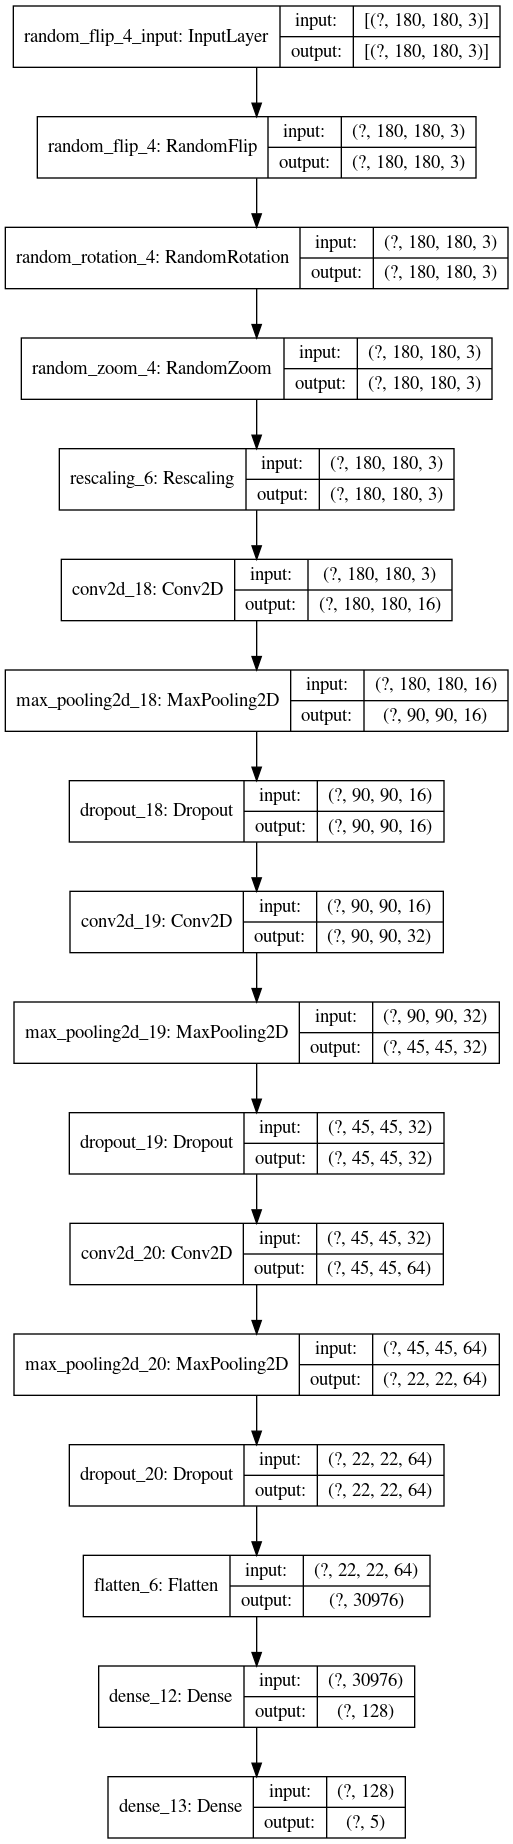 random_flip_4_input: InputLayer
input: [(?, 180, 180, 3)]
output: [(?, 180, 180, 3)]
random_flip_4: RandomFlip
input: (?, 180, 180, 3)
output: (?, 180, 180, 3)
random_rotation_4: RandomRotation
input: (?, 180, 180, 3)
output: (?, 180, 180, 3)
random_zoom_4: RandomZoom
input: (?, 180, 180, 3)
output: (?, 180, 180, 3)
rescaling_6: Rescaling
input: (?, 180, 180, 3)
output: (?, 180, 180, 3)
conv2d_18: Conv2D
input: (?, 180, 180, 3)
output: (?, 180, 180, 16)
max_pooling2d_18: MaxPooling2D
input: (?, 180, 180, 16)
output: (?, 90, 90, 16)
dropout_18: Dropout
input: (?, 90, 90, 16)
output: (?, 90, 90, 16)
conv2d_19: Conv2D
input: (?, 90, 90, 16)
output: (?, 90, 90, 32)
max_pooling2d_19: MaxPooling2D
input: (?, 90, 90, 32)
output: (?, 45, 45, 32)
dropout_19: Dropout
input: (?, 45, 45, 32)
output: (?, 45, 45, 32)
conv2d_20: Conv2D
input: (?, 45, 45, 32)
output: (?, 45, 45, 64)
max_pooling2d_20: MaxPooling2D
input: (?, 45, 45, 64)
output: (?, 22, 22, 64)
dropout_20: Dropout
input: (?, 22, 22, 64)
output: (?, 22, 22, 64)
flatten_6: Flatten
input: (?, 22, 22, 64)
output: (?, 30976)
dense_12: Dense
input: (?, 30976)
output: (?, 128)
dense_13: Dense
input: (?, 128)
output: (?, 5)